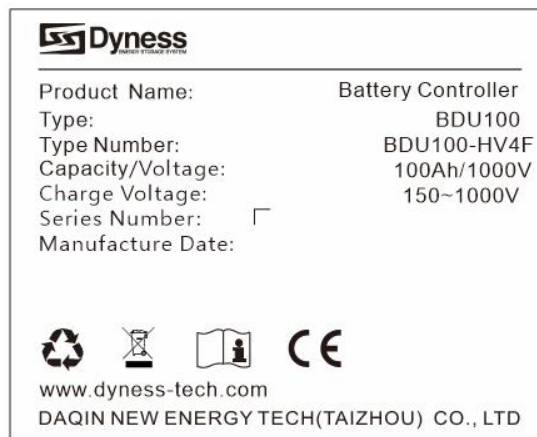 Dyness
ENERGY STORAGE SYSTEM
Product Name: Battery Controller
Type: BDU100
Type Number: BDU100-HV4F
Capacity/Voltage: 100Ah/1000V
Charge Voltage: 150~1000V
Series Number:
Manufacture Date:
CE
www.dyness-tech.com
DAQIN NEW ENERGY TECH(TAIZHOU) CO., LTD